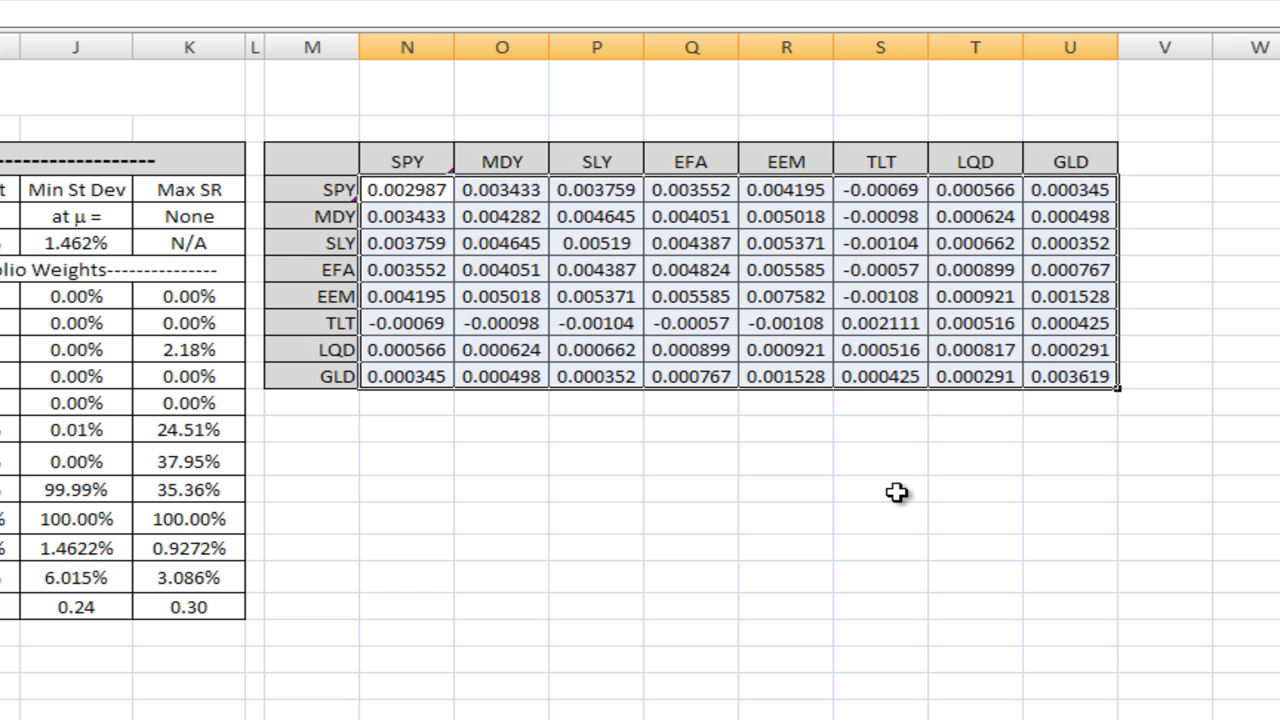 J K L M N O P Q R S T U V W
------------------- SPY MDY SLY EFA EEM TLT LQD GLD
t Min St Dev Max SR SPY 0.002987 0.003433 0.003759 0.003552 0.004195 -0.00069 0.000566 0.000345
at μ = None MDY 0.003433 0.004282 0.004645 0.004051 0.005018 -0.00098 0.000624 0.000498
% 1.462% N/A SLY 0.003759 0.004645 0.00519 0.004387 0.005371 -0.00104 0.000662 0.000352
olio Weights--------------- EFA 0.003552 0.004051 0.004387 0.004824 0.005585 -0.00057 0.000899 0.000767
0.00% 0.00% EEM 0.004195 0.005018 0.005371 0.005585 0.007582 -0.00108 0.000921 0.001528
0.00% 0.00% TLT -0.00069 -0.00098 -0.00104 -0.00057 -0.00108 0.002111 0.000516 0.000425
0.00% 2.18% LQD 0.000566 0.000624 0.000662 0.000899 0.000921 0.000516 0.000817 0.000291
0.00% 0.00% GLD 0.000345 0.000498 0.000352 0.000767 0.001528 0.000425 0.000291 0.003619
0.00% 0.00%
0.01% 24.51%
0.00% 37.95%
99.99% 35.36%
% 100.00% 100.00%
% 1.4622% 0.9272%
6.015% 3.086%
0.24 0.30